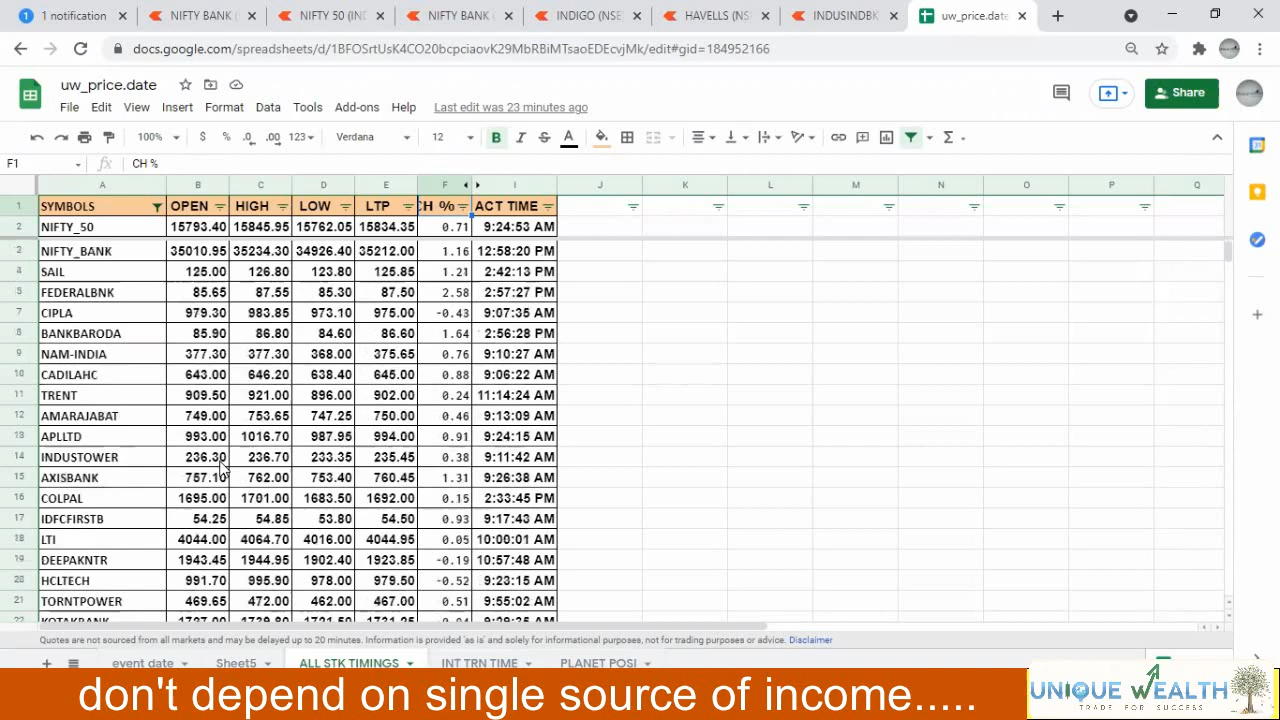 1 notification
NIFTY BANK (
NIFTY 50 (IND
NIFTY BANK (
INDIGO (NSE
HAVELLS (NS
INDUSINDBK
uw_price.date
docs.google.com/spreadsheets/d/1BFOSrtUsK4CO20bcpciaovK29MbRBiMTsaoEDEcvjMk/edit#gid=184952166
uw_price.date
File Edit View Insert Format Data Tools Add-ons Help Last edit was 23 minutes ago
Share
100% $ % .0 .00 123 Verdana 12 B I S A
F1 fx CH %
A B C D E F I J K L M N O P Q
1 SYMBOLS OPEN HIGH LOW LTP CH % ACT TIME
2 NIFTY_50 15793.40 15845.95 15762.05 15834.35 0.71 9:24:53 AM
3 NIFTY_BANK 35010.95 35234.30 34926.40 35212.00 1.16 12:58:20 PM
4 SAIL 125.00 126.80 123.80 125.85 1.21 2:42:13 PM
5 FEDERALBNK 85.65 87.55 85.30 87.50 2.58 2:57:27 PM
7 CIPLA 979.30 983.85 973.10 975.00 -0.43 9:07:35 AM
8 BANKBARODA 85.90 86.80 84.60 86.60 1.64 2:56:28 PM
9 NAM-INDIA 377.30 377.30 368.00 375.65 0.76 9:10:27 AM
10 CADILAHC 643.00 646.20 638.40 645.00 0.88 9:06:22 AM
11 TRENT 909.50 921.00 896.00 902.00 0.24 11:14:24 AM
12 AMARAJABAT 749.00 753.65 747.25 750.00 0.46 9:13:09 AM
13 APLLTD 993.00 1016.70 987.95 994.00 0.91 9:24:15 AM
14 INDUSTOWER 236.30 236.70 233.35 235.45 0.38 9:11:42 AM
15 AXISBANK 757.10 762.00 753.40 760.45 1.31 9:26:38 AM
16 COLPAL 1695.00 1701.00 1683.50 1692.00 0.15 2:33:45 PM
17 IDFCFIRSTB 54.25 54.85 53.80 54.50 0.93 9:17:43 AM
18 LTI 4044.00 4064.70 4016.00 4044.95 0.05 10:00:01 AM
19 DEEPAKNTR 1943.45 1944.95 1902.40 1923.85 -0.19 10:57:48 AM
20 HCLTECH 991.70 995.90 978.00 979.50 -0.52 9:23:15 AM
21 TORNTPOWER 469.65 472.00 462.00 467.00 0.51 9:55:02 AM
Quotes are not sourced from all markets and may be delayed up to 20 minutes. Information is provided 'as is' and solely for informational purposes, not for trading purposes or advice. Disclaimer
event date Sheet5 ALL STK TIMINGS INT TRN TIME PLANET POSI
don't depend on single source of income.....
UNIQUE WEALTH
TRADE FOR SUCCESS